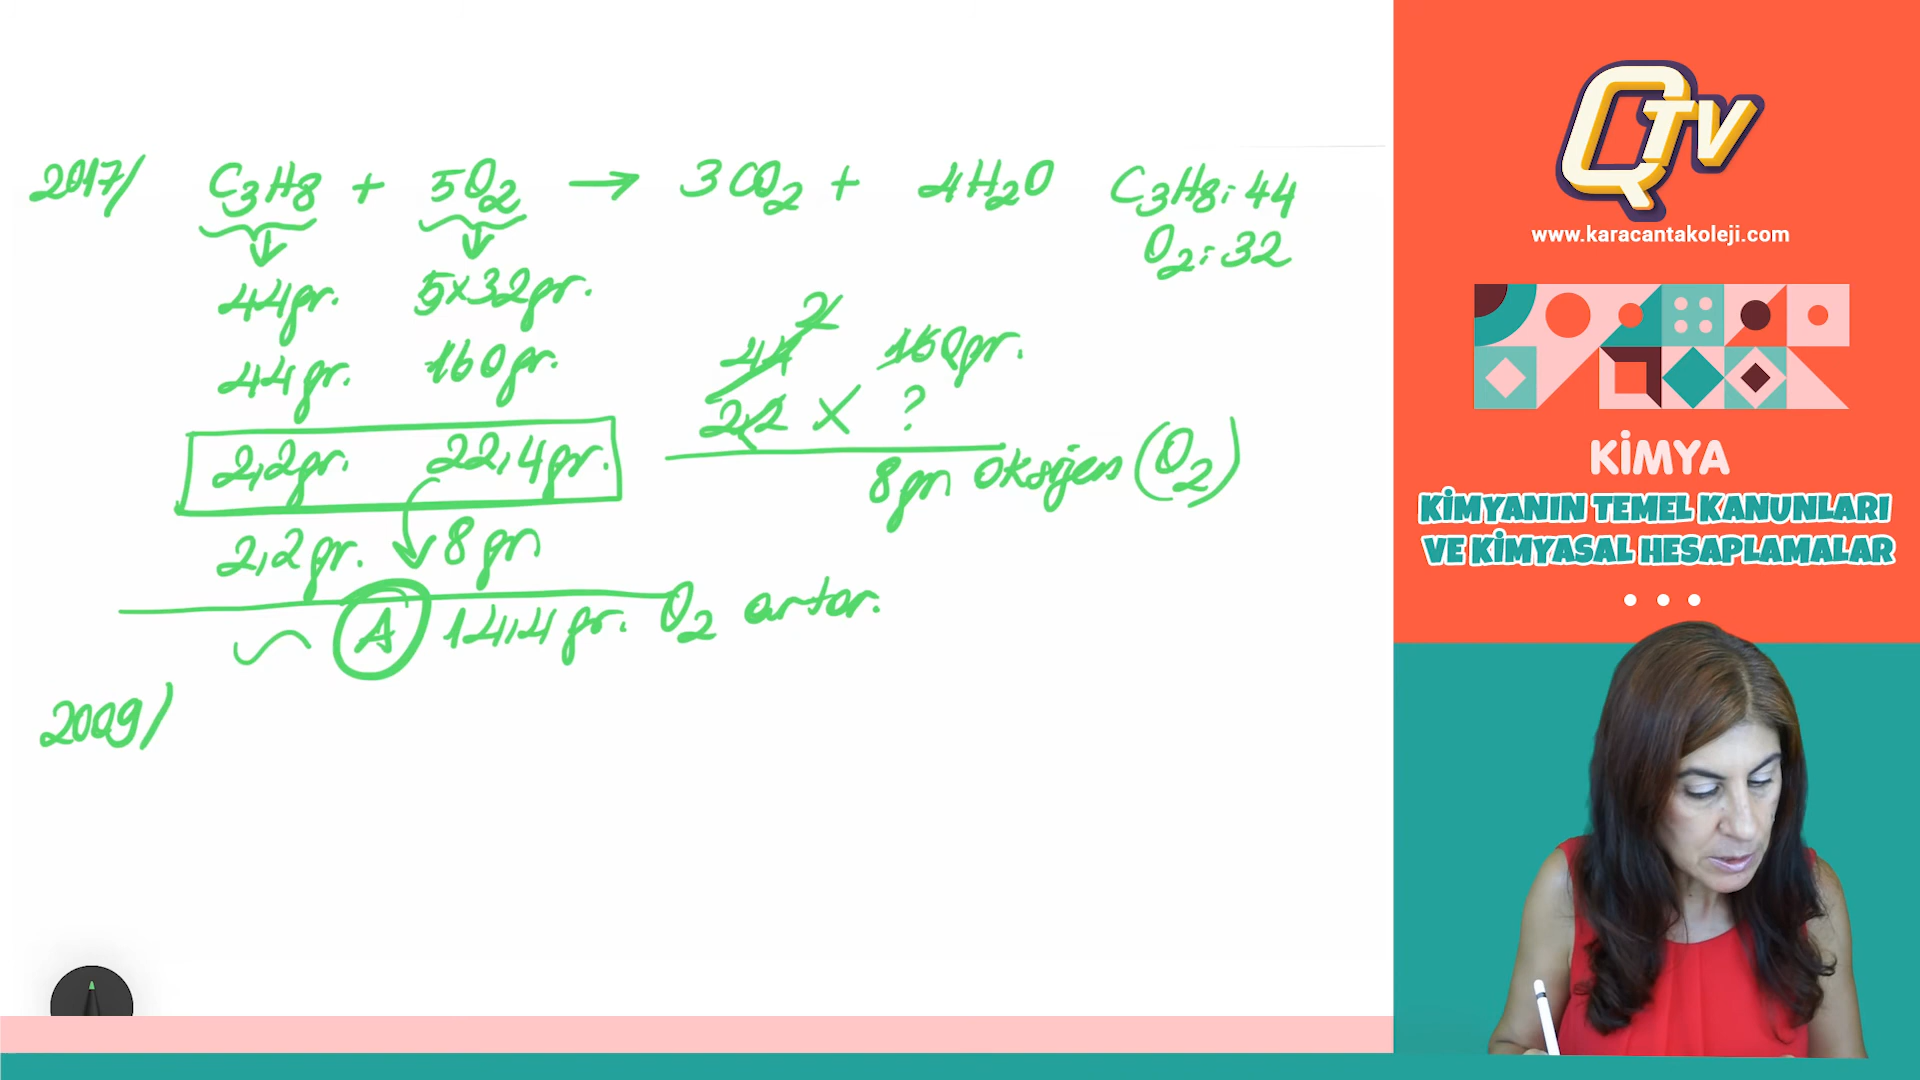 2017/ C3H8 + 5O2 → 3CO2 + 4H2O C3H8: 44
O2: 32
44gr. 5x32gr.
44gr. 160gr.
2,2gr. 22,4gr.
2,2gr. 8gr
A 14,4gr. O2 artar.
44 2 160gr.
2,2 X ?
8gr oksijen (O2)
2009/
QTV
www.karacantakoleji.com
KİMYA
KİMYANIN TEMEL KANUNLARI
VE KİMYASAL HESAPLAMALAR